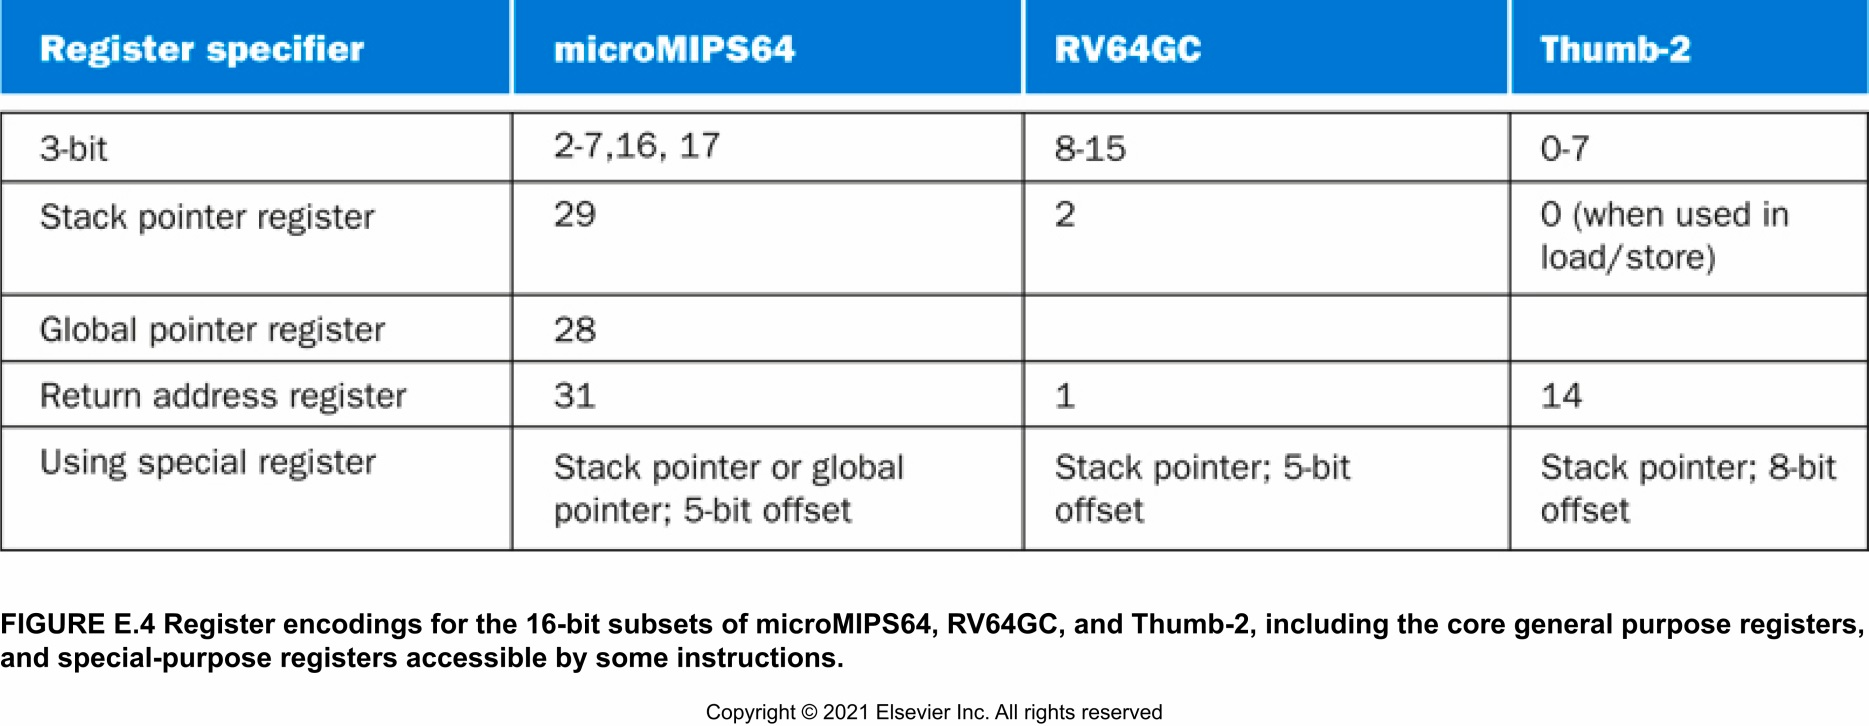 Register specifier microMIPS64 RV64GC Thumb-2
3-bit 2-7,16, 17 8-15 0-7
Stack pointer register 29 2 0 (when used in
load/store)
Global pointer register 28
Return address register 31 1 14
Using special register Stack pointer or global Stack pointer; 5-bit Stack pointer; 8-bit
pointer; 5-bit offset offset offset
FIGURE E.4 Register encodings for the 16-bit subsets of microMIPS64, RV64GC, and Thumb-2, including the core general purpose registers,
and special-purpose registers accessible by some instructions.
Copyright © 2021 Elsevier Inc. All rights reserved